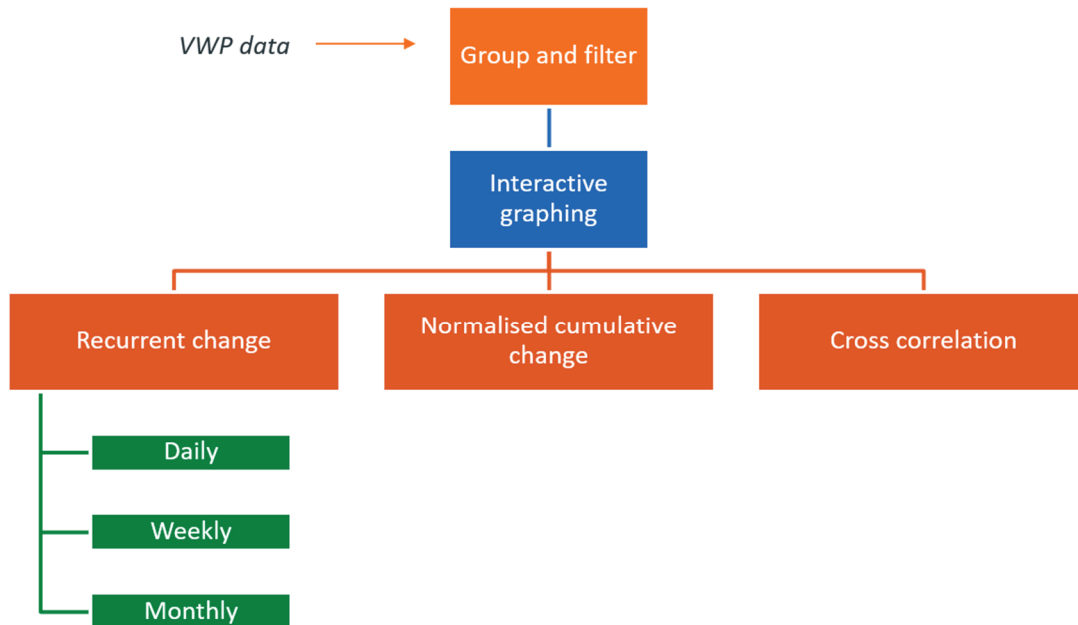 VWP data
Group and filter
Interactive
graphing
Recurrent change
Normalised cumulative
change
Cross correlation
Daily
Weekly
Monthly